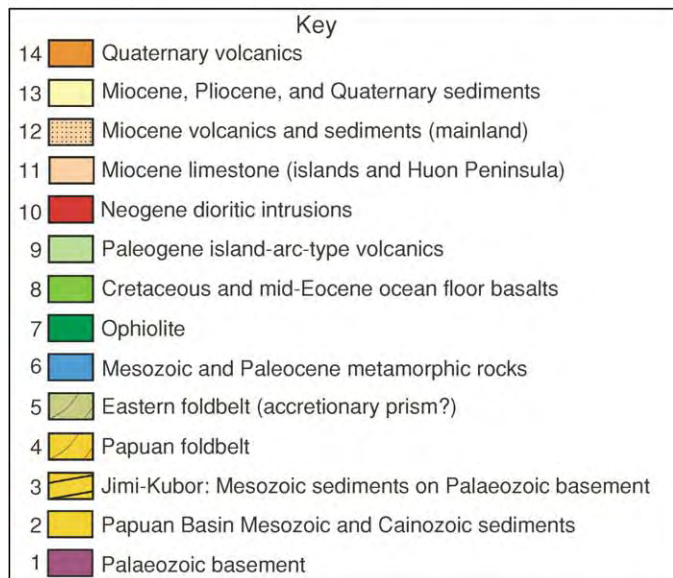 Key
14 Quaternary volcanics
13 Miocene, Pliocene, and Quaternary sediments
12 Miocene volcanics and sediments (mainland)
11 Miocene limestone (islands and Huon Peninsula)
10 Neogene dioritic intrusions
9 Paleogene island-arc-type volcanics
8 Cretaceous and mid-Eocene ocean floor basalts
7 Ophiolite
6 Mesozoic and Paleocene metamorphic rocks
5 Eastern foldbelt (accretionary prism?)
4 Papuan foldbelt
3 Jimi-Kubor: Mesozoic sediments on Palaeozoic basement
2 Papuan Basin Mesozoic and Cainozoic sediments
1 Palaeozoic basement